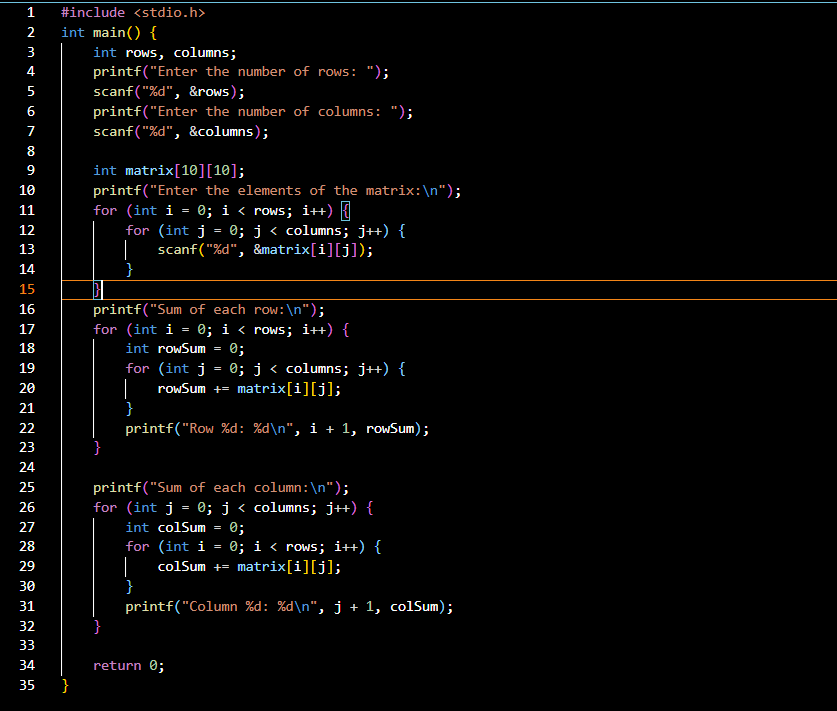 1 #include <stdio.h>
2 int main() {
3 int rows, columns;
4 printf("Enter the number of rows: ");
5 scanf("%d", &rows);
6 printf("Enter the number of columns: ");
7 scanf("%d", &columns);
8
9 int matrix[10][10];
10 printf("Enter the elements of the matrix:\n");
11 for (int i = 0; i < rows; i++) {
12 for (int j = 0; j < columns; j++) {
13 scanf("%d", &matrix[i][j]);
14 }
15 }
16 printf("Sum of each row:\n");
17 for (int i = 0; i < rows; i++) {
18 int rowSum = 0;
19 for (int j = 0; j < columns; j++) {
20 rowSum += matrix[i][j];
21 }
22 printf("Row %d: %d\n", i + 1, rowSum);
23 }
24
25 printf("Sum of each column:\n");
26 for (int j = 0; j < columns; j++) {
27 int colSum = 0;
28 for (int i = 0; i < rows; i++) {
29 colSum += matrix[i][j];
30 }
31 printf("Column %d: %d\n", j + 1, colSum);
32 }
33
34 return 0;
35 }